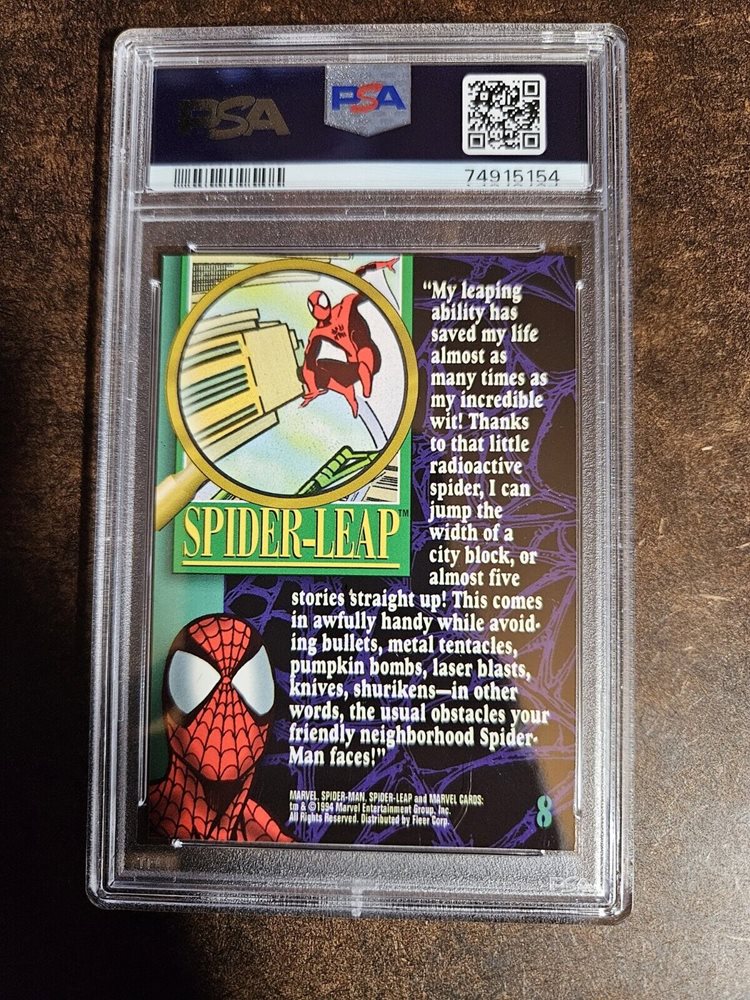 PSA
PSA
74915154
SPIDER-LEAP™
"My leaping
ability has
saved my life
almost as
many times as
my incredible
wit! Thanks
to that little
radioactive
spider, I can
jump the
width of a
city block, or
almost five
stories straight up! This comes
in awfully handy while avoid-
ing bullets, metal tentacles,
pumpkin bombs, laser blasts,
knives, shurikens—in other
words, the usual obstacles your
friendly neighborhood Spider-
Man faces!"
MARVEL, SPIDER-MAN, SPIDER-LEAP and MARVEL CARDS:
tm & ©1994 Marvel Entertainment Group, Inc.
All Rights Reserved. Distributed by Fleer Corp.
8